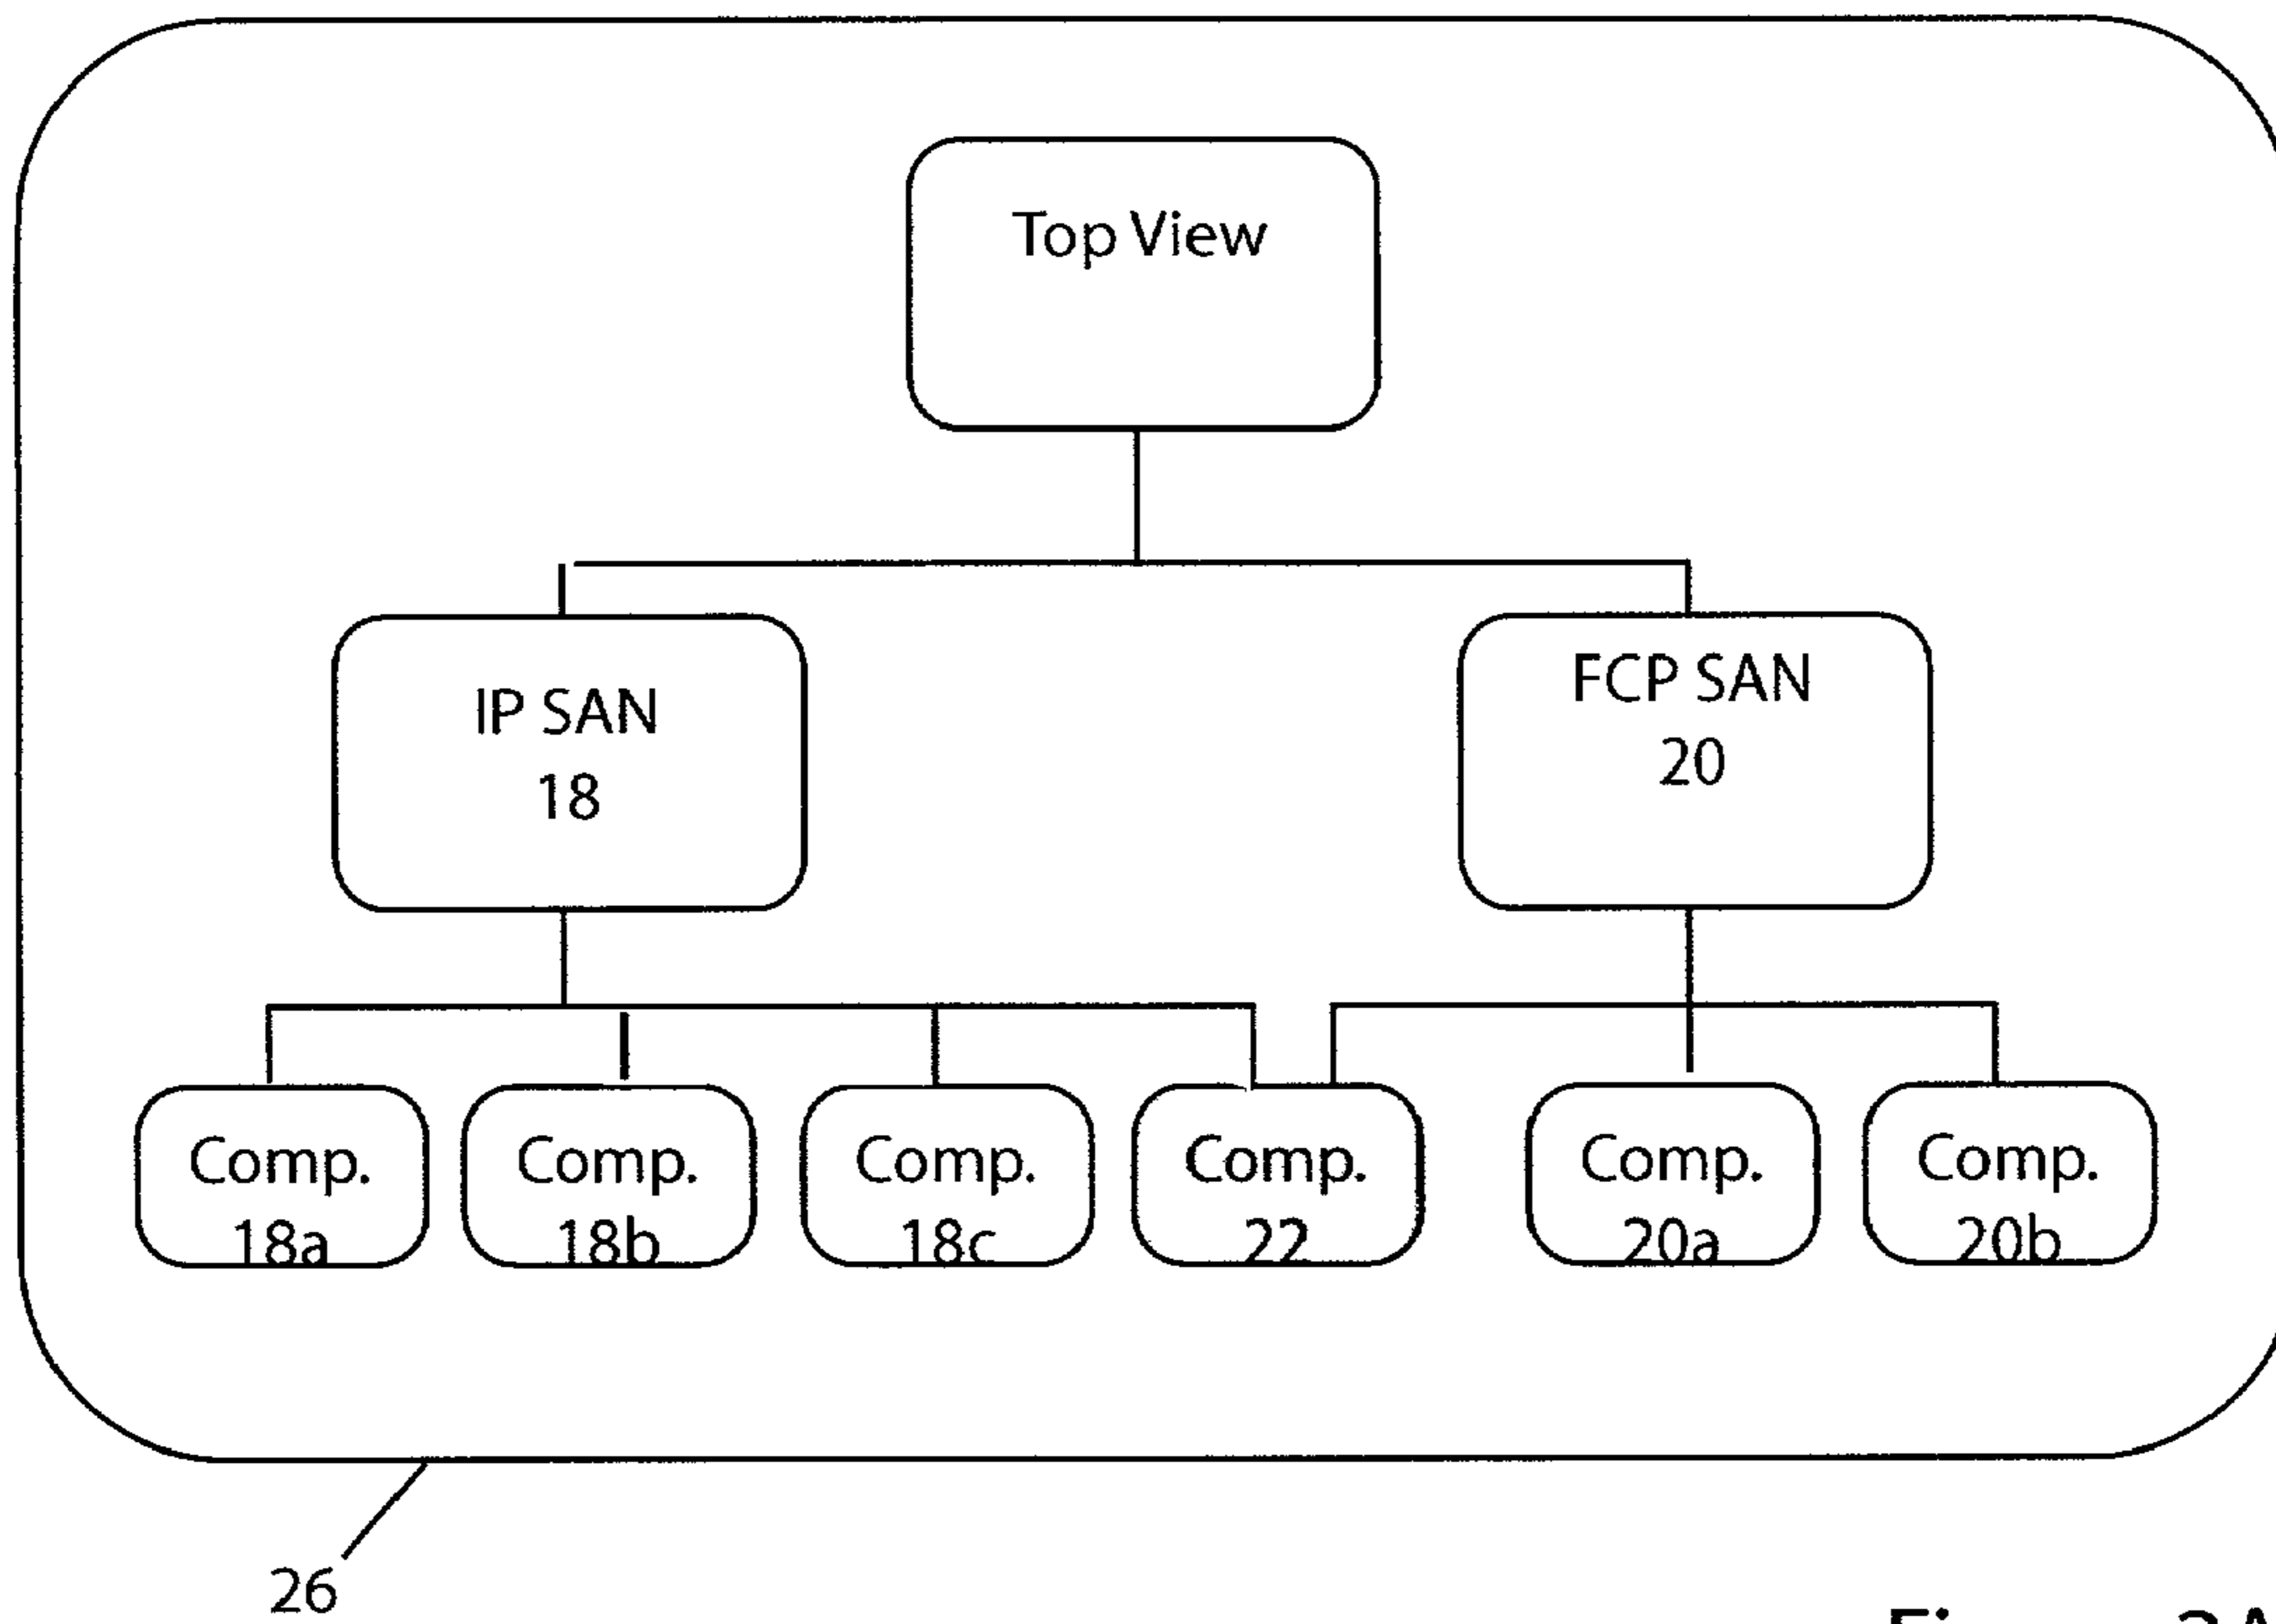 Top View
IP SAN
18
FCP SAN
20
Comp.
18a
Comp.
18b
Comp.
18c
Comp.
22
Comp.
20a
Comp.
20b
26